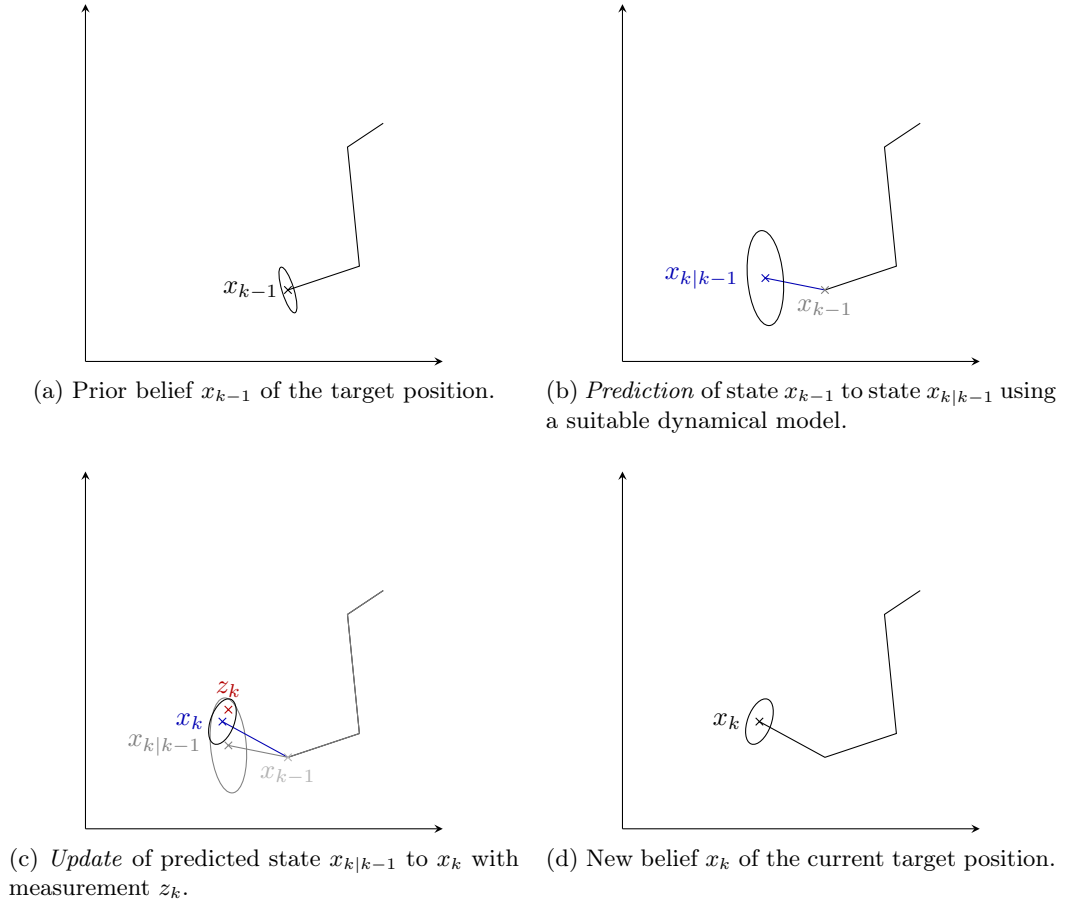 x_{k−1}
(a) Prior belief x_{k−1} of the target position.
x_{k|k−1}
x_{k−1}
(b) Prediction of state x_{k−1} to state x_{k|k−1} using
a suitable dynamical model.
z_k
x_k
x_{k|k−1}
x_{k−1}
(c) Update of predicted state x_{k|k−1} to x_k with
measurement z_k.
x_k
(d) New belief x_k of the current target position.